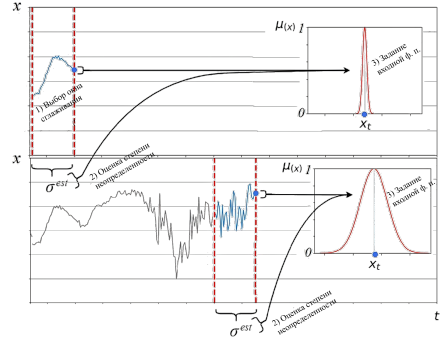 x
μ(x)
1
3) Задание
входной ф. п.
0
x_t
1) Выбор окна
сглаживания
σ^est
2) Оценка степени
неопределенности
x
μ(x)
1
3) Задание
входной ф. п.
0
x_t
σ^est
2) Оценка степени
неопределенности
t